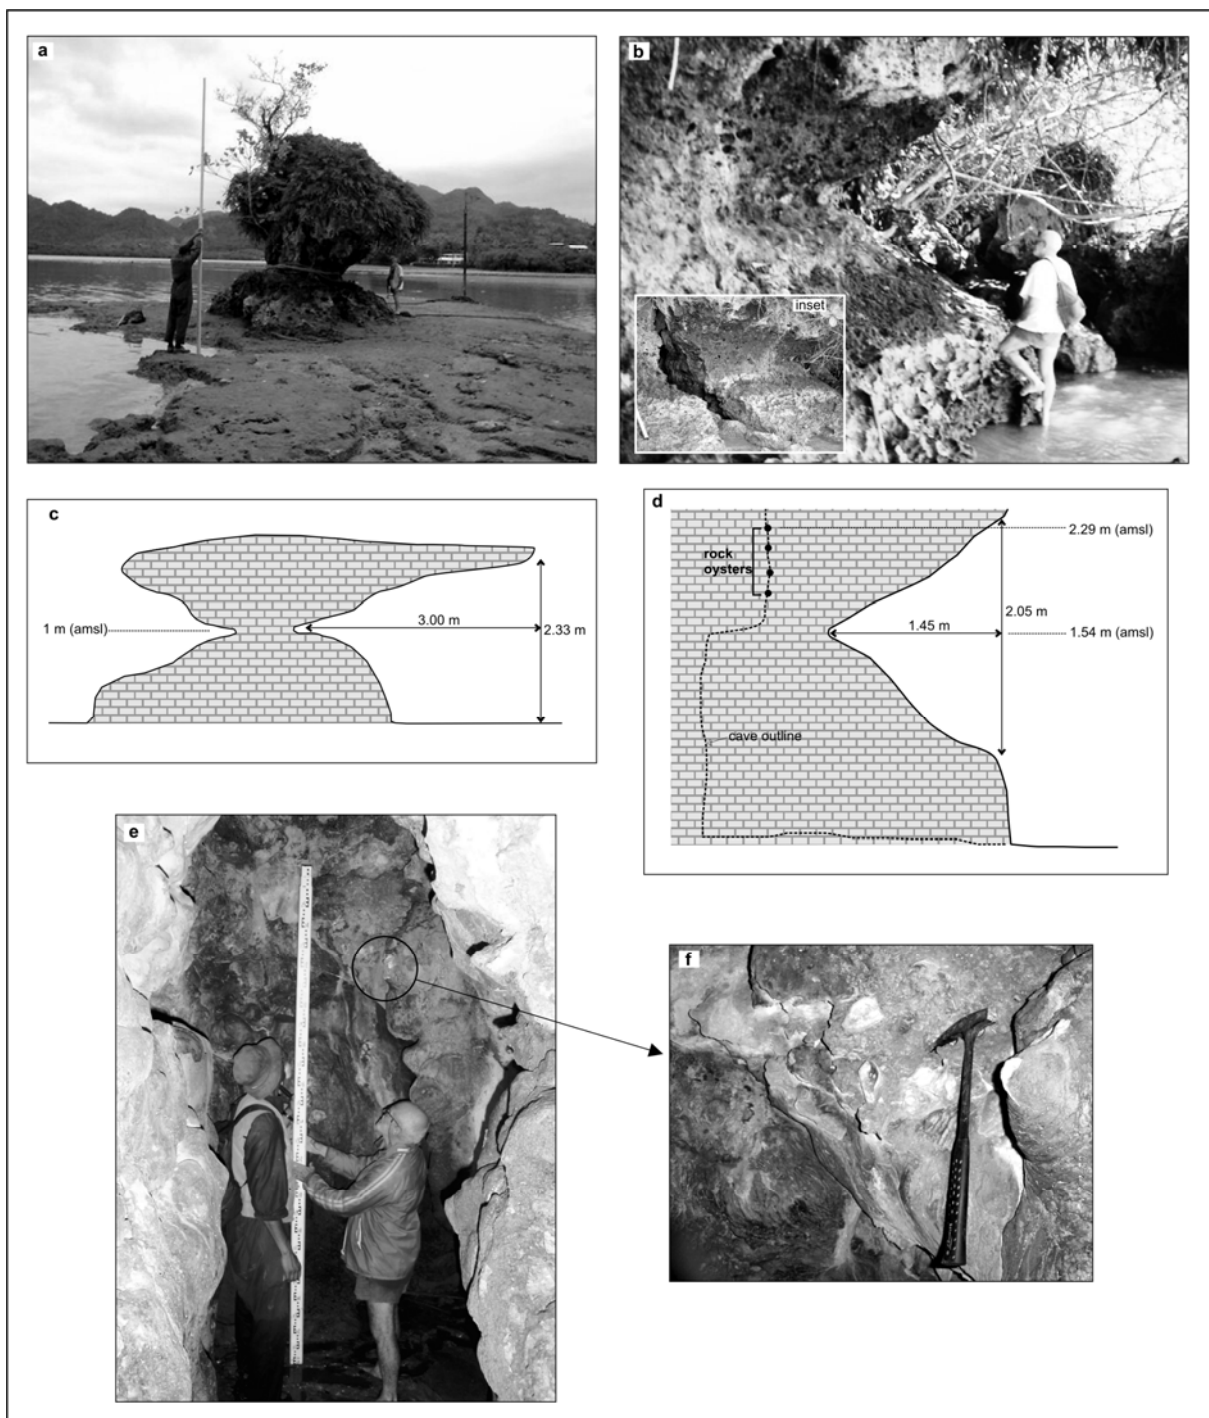 a
b
inset
c
1 m (amsl)
3.00 m
2.33 m
d
rock
oysters
2.29 m (amsl)
2.05 m
1.45 m
1.54 m (amsl)
cave outline
e
f